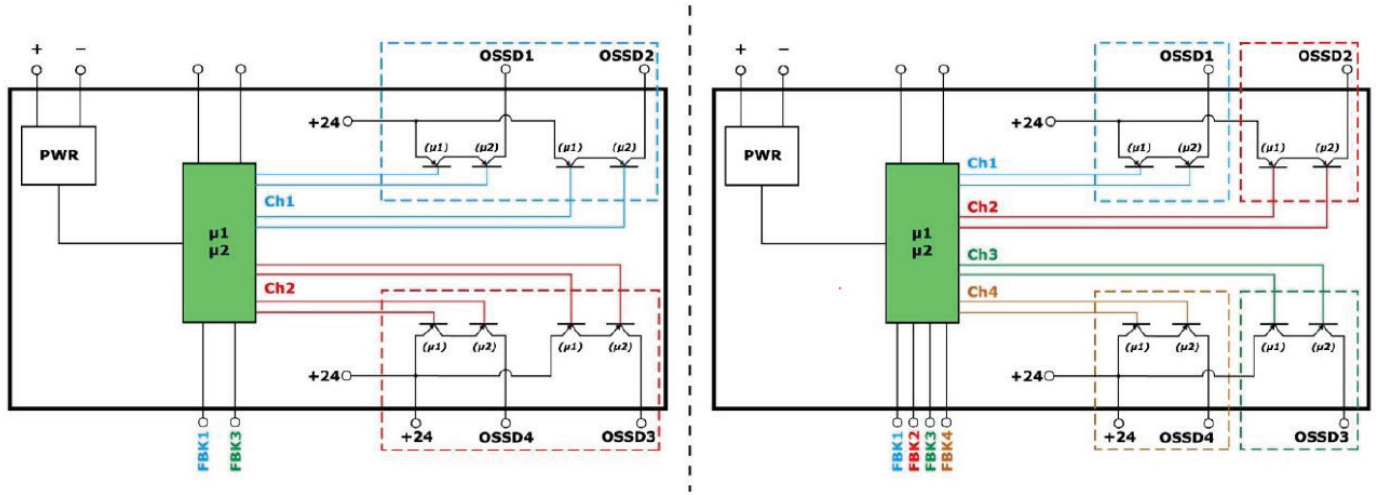 + −
OSSD1 OSSD2
+24
(μ1) (μ2) (μ1) (μ2)
PWR
Ch1
μ1
μ2
Ch2
(μ1) (μ2) (μ1) (μ2)
+24
+24 OSSD4 OSSD3
FBK1
FBK3
+ −
OSSD1 OSSD2
+24
(μ1) (μ2) (μ1) (μ2)
PWR
Ch1
Ch2
μ1
μ2
Ch3
Ch4
(μ1) (μ2) (μ1) (μ2)
+24
+24 OSSD4 OSSD3
FBK1
FBK2
FBK3
FBK4